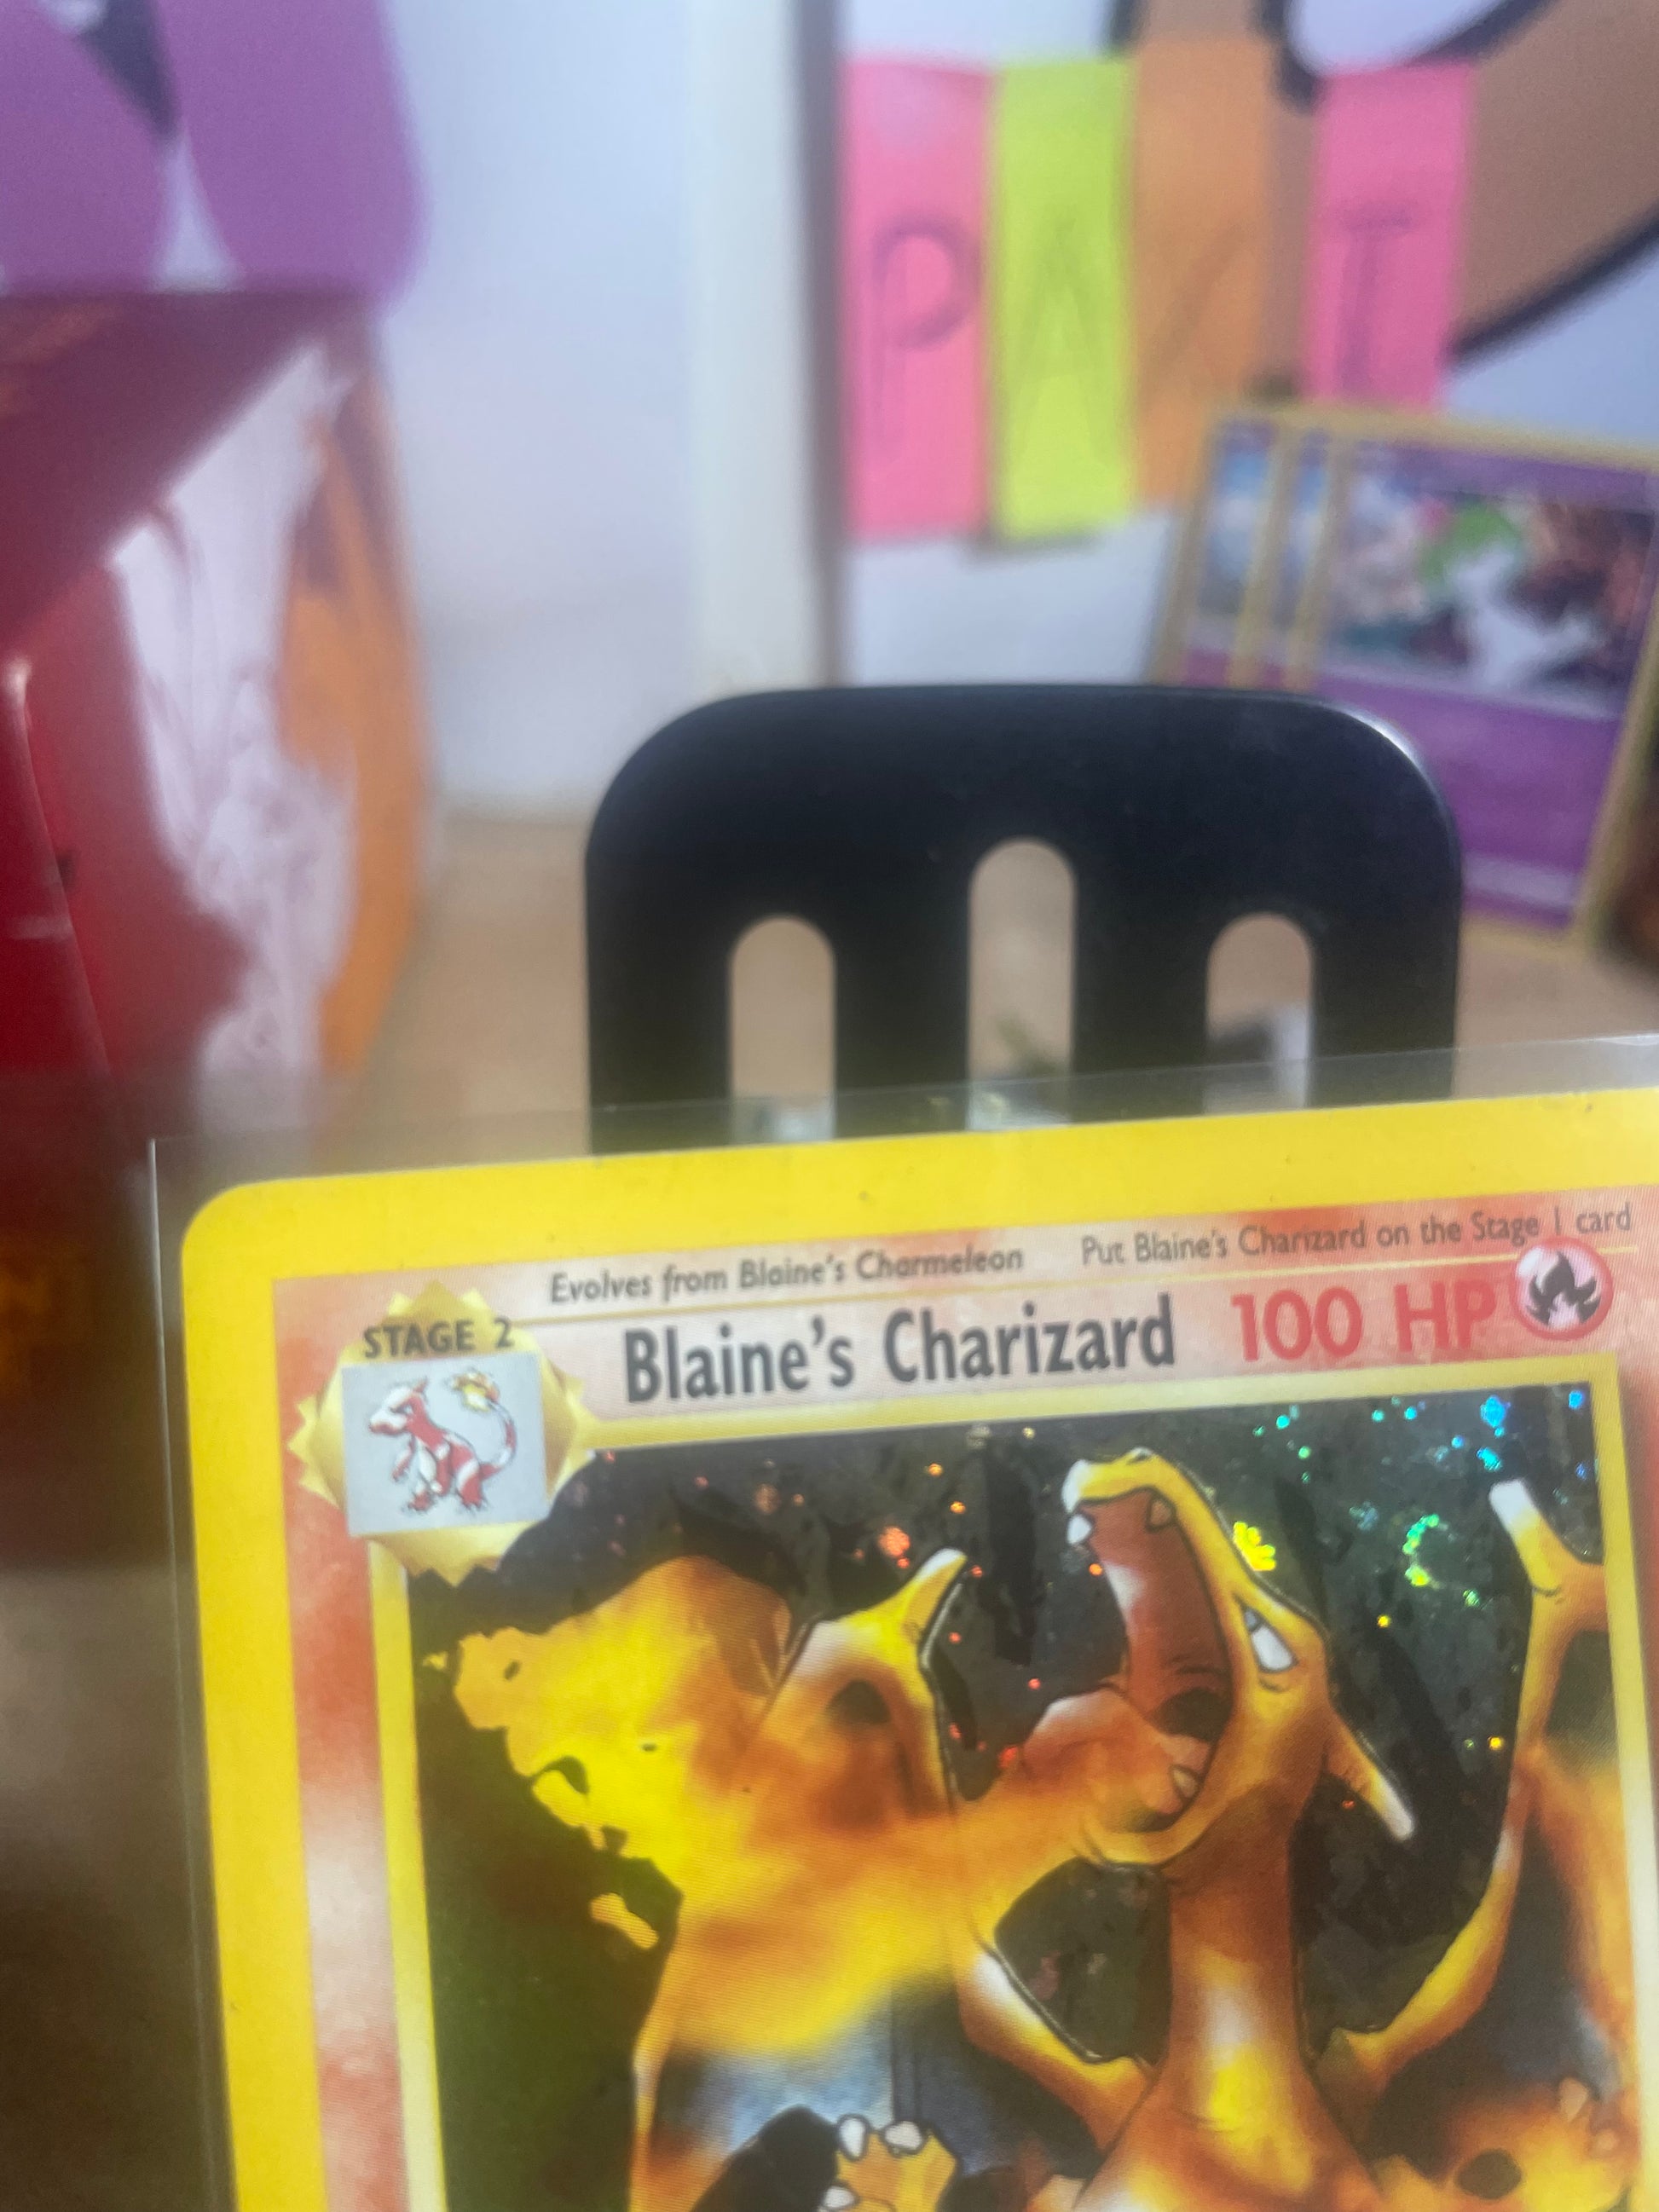 P A Y I
Evolves from Blaine's Charmeleon Put Blaine's Charizard on the Stage 1 card
STAGE 2
Blaine's Charizard 100 HP